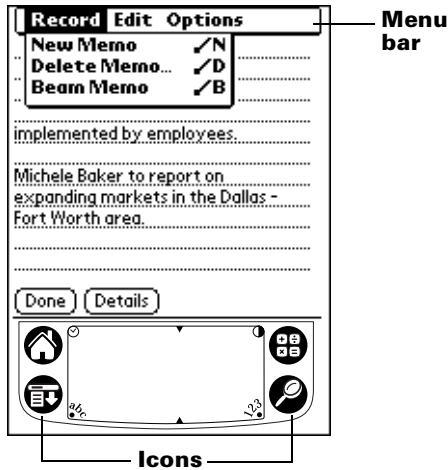 Record Edit Options
Menu bar
New Memo ／N
Delete Memo... ／D
Beam Memo ／B
implemented by employees.
Michele Baker to report on
expanding markets in the Dallas -
Fort Worth area.
Done Details
abc 123
Icons